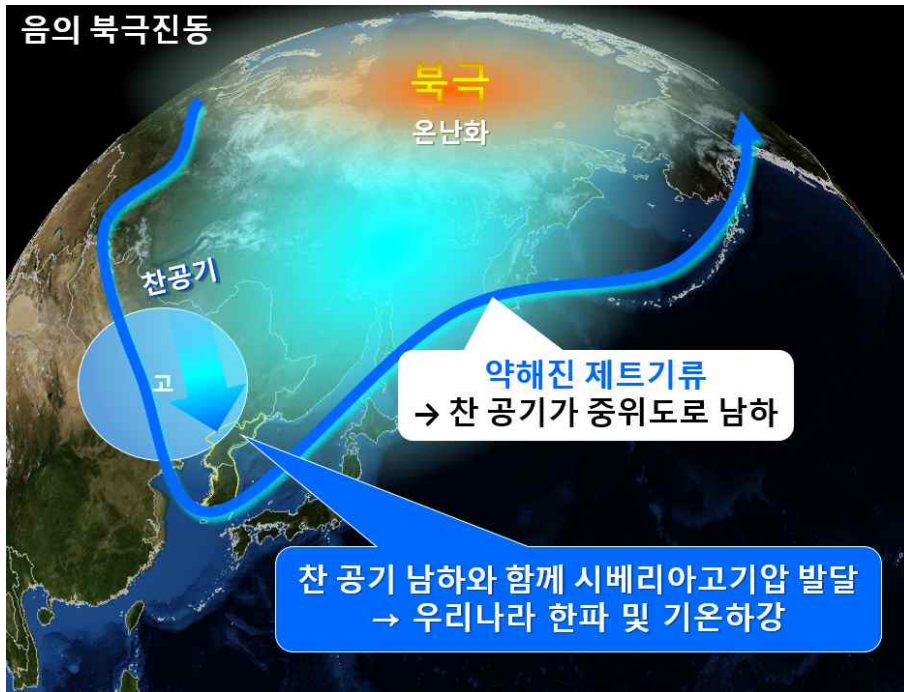 음의 북극진동
북극
온난화
찬공기
고
약해진 제트기류
→ 찬 공기가 중위도로 남하
찬 공기 남하와 함께 시베리아고기압 발달
→ 우리나라 한파 및 기온하강